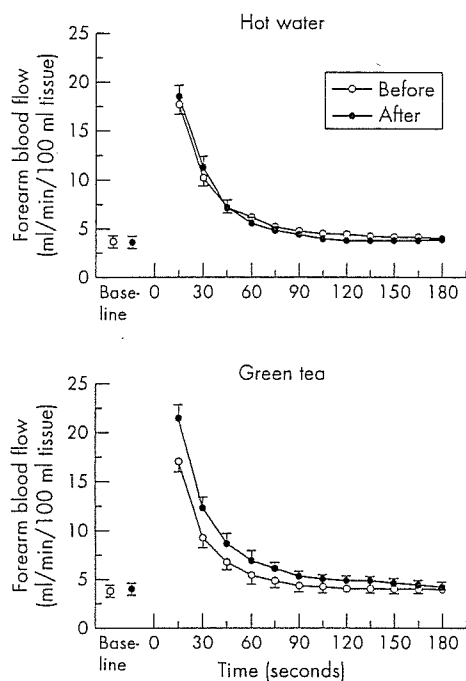 Hot water
Forearm blood flow
(ml/min/100 ml tissue)
25
20
15
10
5
0
Before
After
Base-
line
0 30 60 90 120 150 180
Green tea
Forearm blood flow
(ml/min/100 ml tissue)
25
20
15
10
5
0
Base-
line
0 30 60 90 120 150 180
Time (seconds)